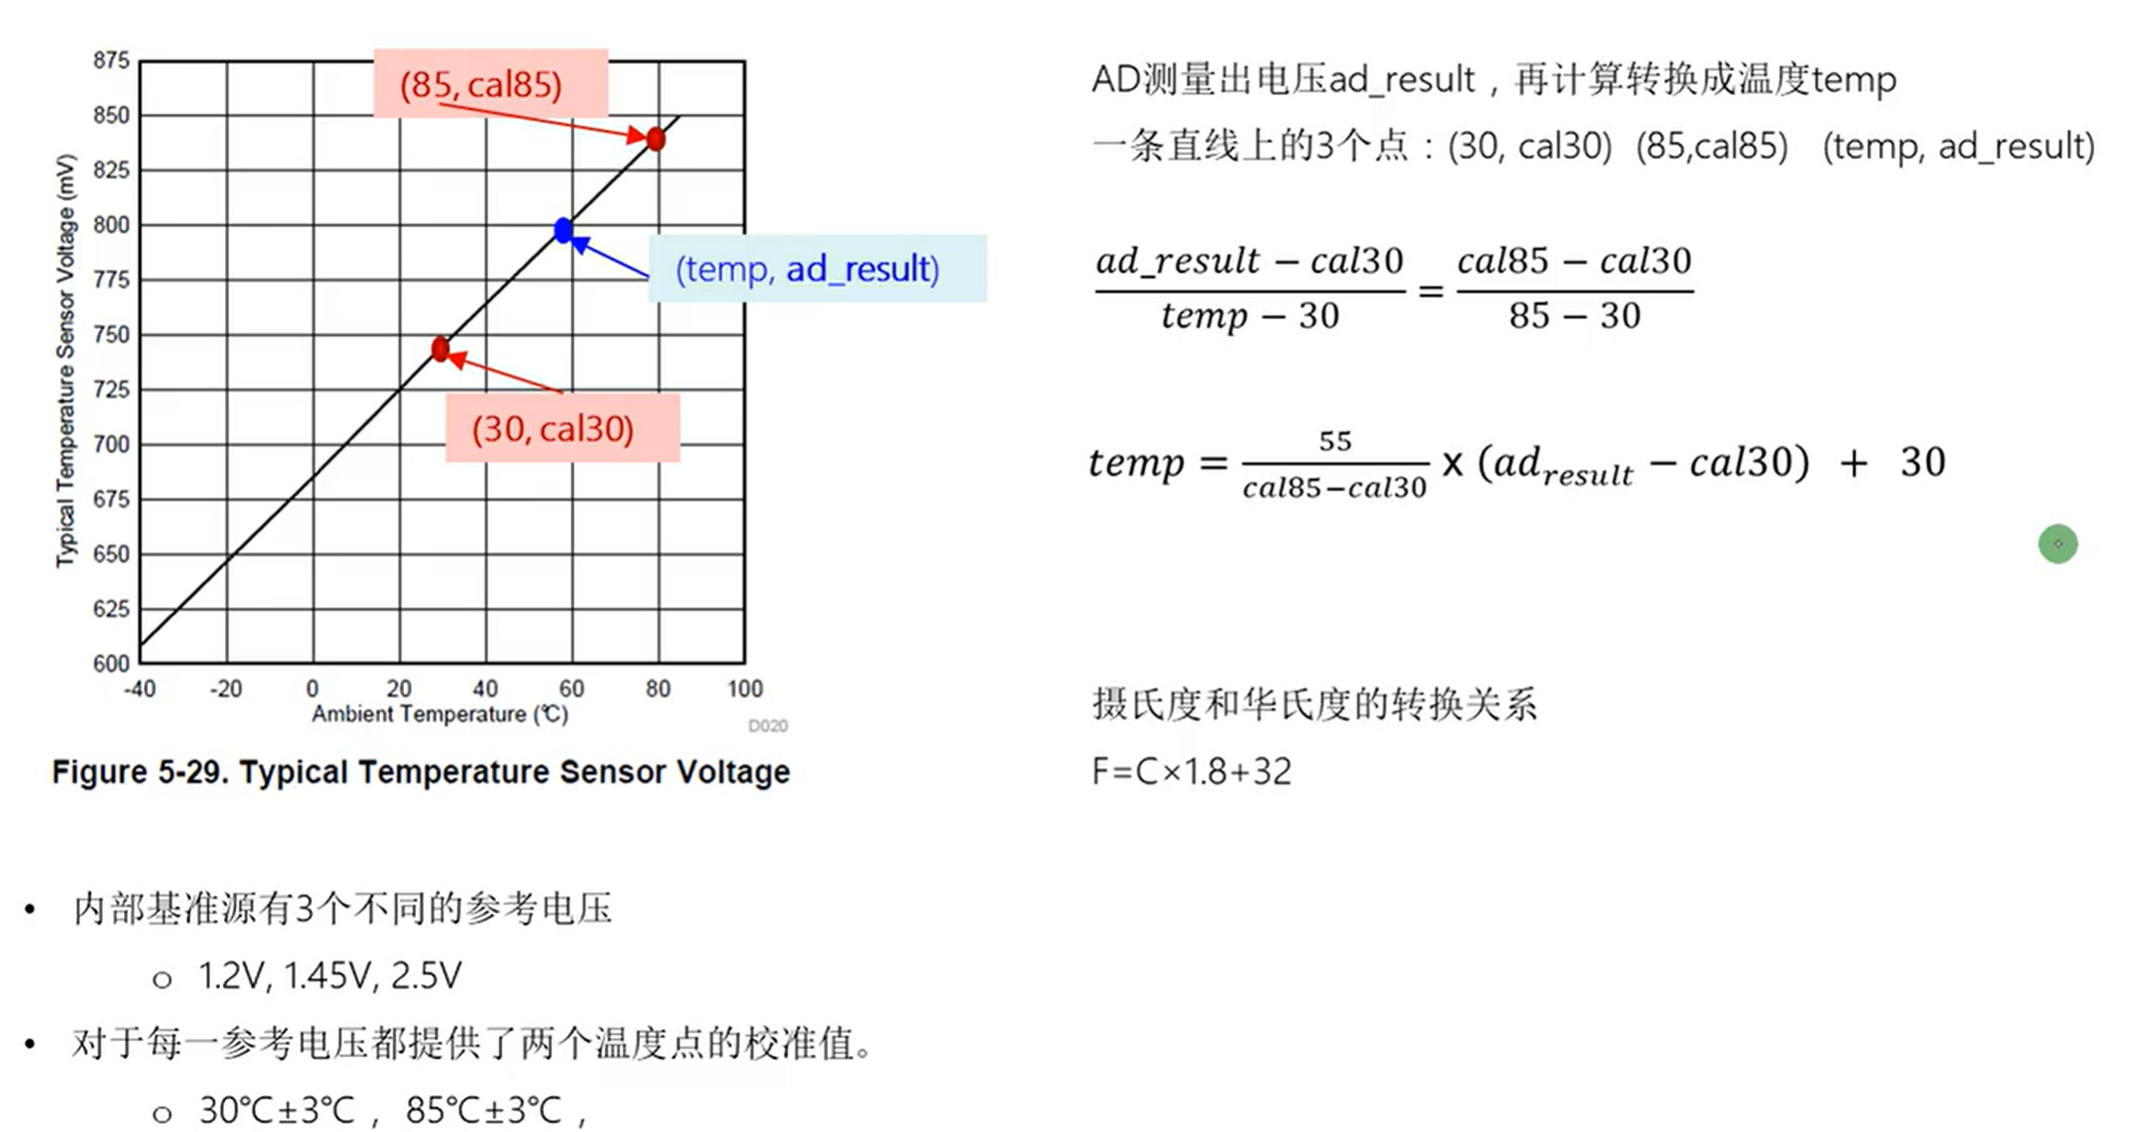 875
850
825
800
775
750
725
700
675
650
625
600
Typical Temperature Sensor Voltage (mV)
-40 -20 0 20 40 60 80 100
Ambient Temperature (℃)
D020
(85, cal85)
(temp, ad_result)
(30, cal30)
Figure 5-29. Typical Temperature Sensor Voltage
• 内部基准源有3个不同的参考电压
o 1.2V, 1.45V, 2.5V
• 对于每一参考电压都提供了两个温度点的校准值。
o 30℃±3℃ ，85℃±3℃ ，
AD测量出电压ad_result，再计算转换成温度temp
一条直线上的3个点：(30, cal30) (85,cal85) (temp, ad_result)
ad_result − cal30 / temp − 30 = cal85 − cal30 / 85 − 30
temp = 55 / cal85−cal30 x (ad_result − cal30) + 30
摄氏度和华氏度的转换关系
F=C×1.8+32